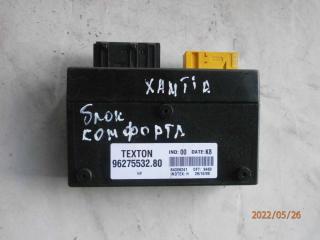 XANTIA
БЛОК
КОМФОРТА
TEXTON
IND: 00 DATE: K8
96275532.80
2022/05/26